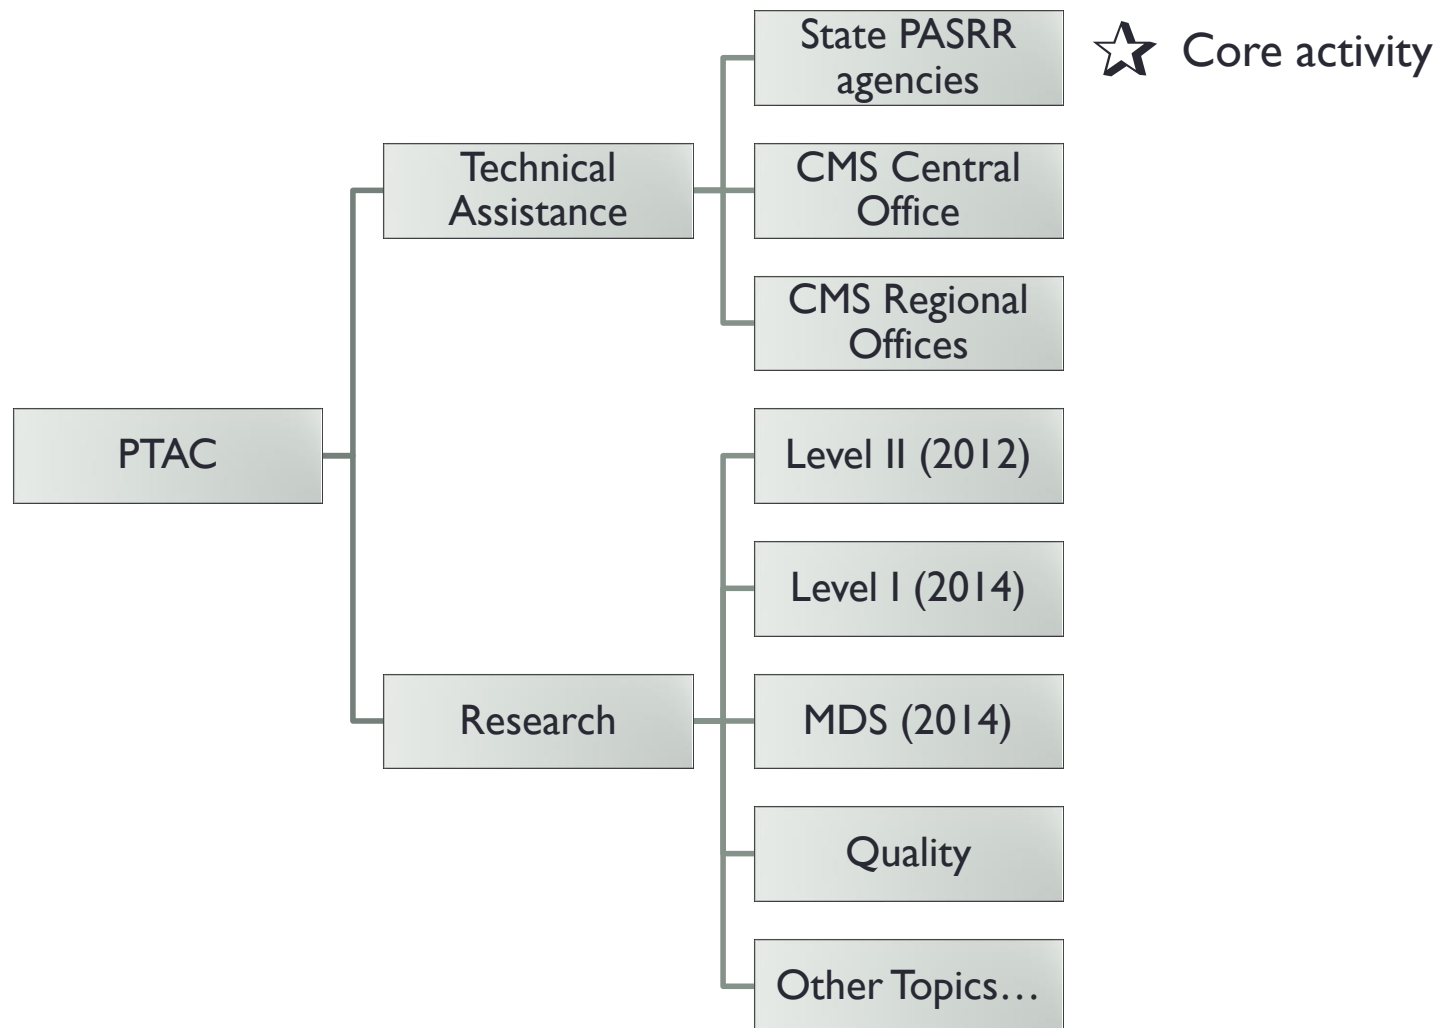 State PASRR
agencies
Core activity
Technical
Assistance
CMS Central
Office
CMS Regional
Offices
PTAC
Level II (2012)
Level I (2014)
Research
MDS (2014)
Quality
Other Topics…